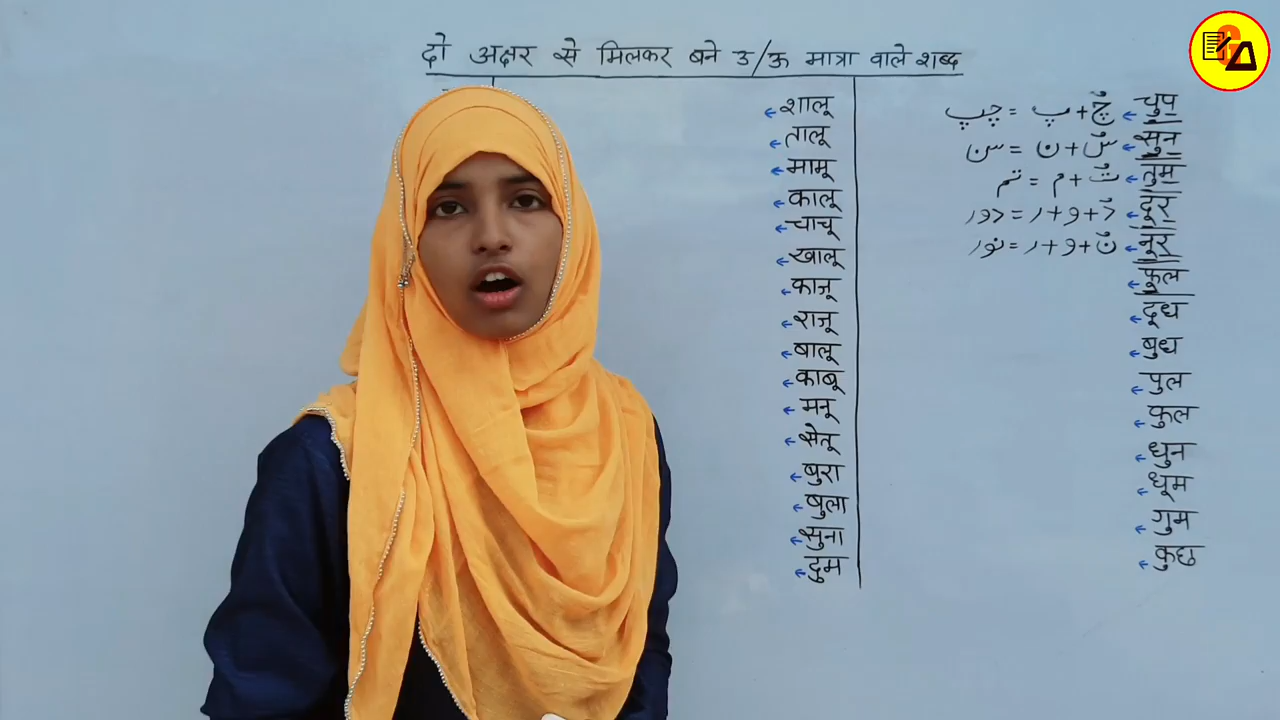 दो अक्षर से मिलकर बने उ/ऊ मात्रा वाले शब्द
चुप ← چُ + پ = چپ
सुन ← سُ + ن = سن
तुम ← تُ + م = تم
दूर ← دُ + و + ر = دور
नूर ← نُ + و + ر = نور
फूल ←
दूध ←
बुध ←
पुल ←
कुल ←
धुन ←
धूम ←
गुम ←
कुछ ←
शालू ←
तालू ←
मामू ←
कालू ←
चाचू ←
खालू ←
काजू ←
राजू ←
बालू ←
काबू ←
मनू ←
सेतू ←
बुरा ←
बुला ←
सुना ←
दुम ←